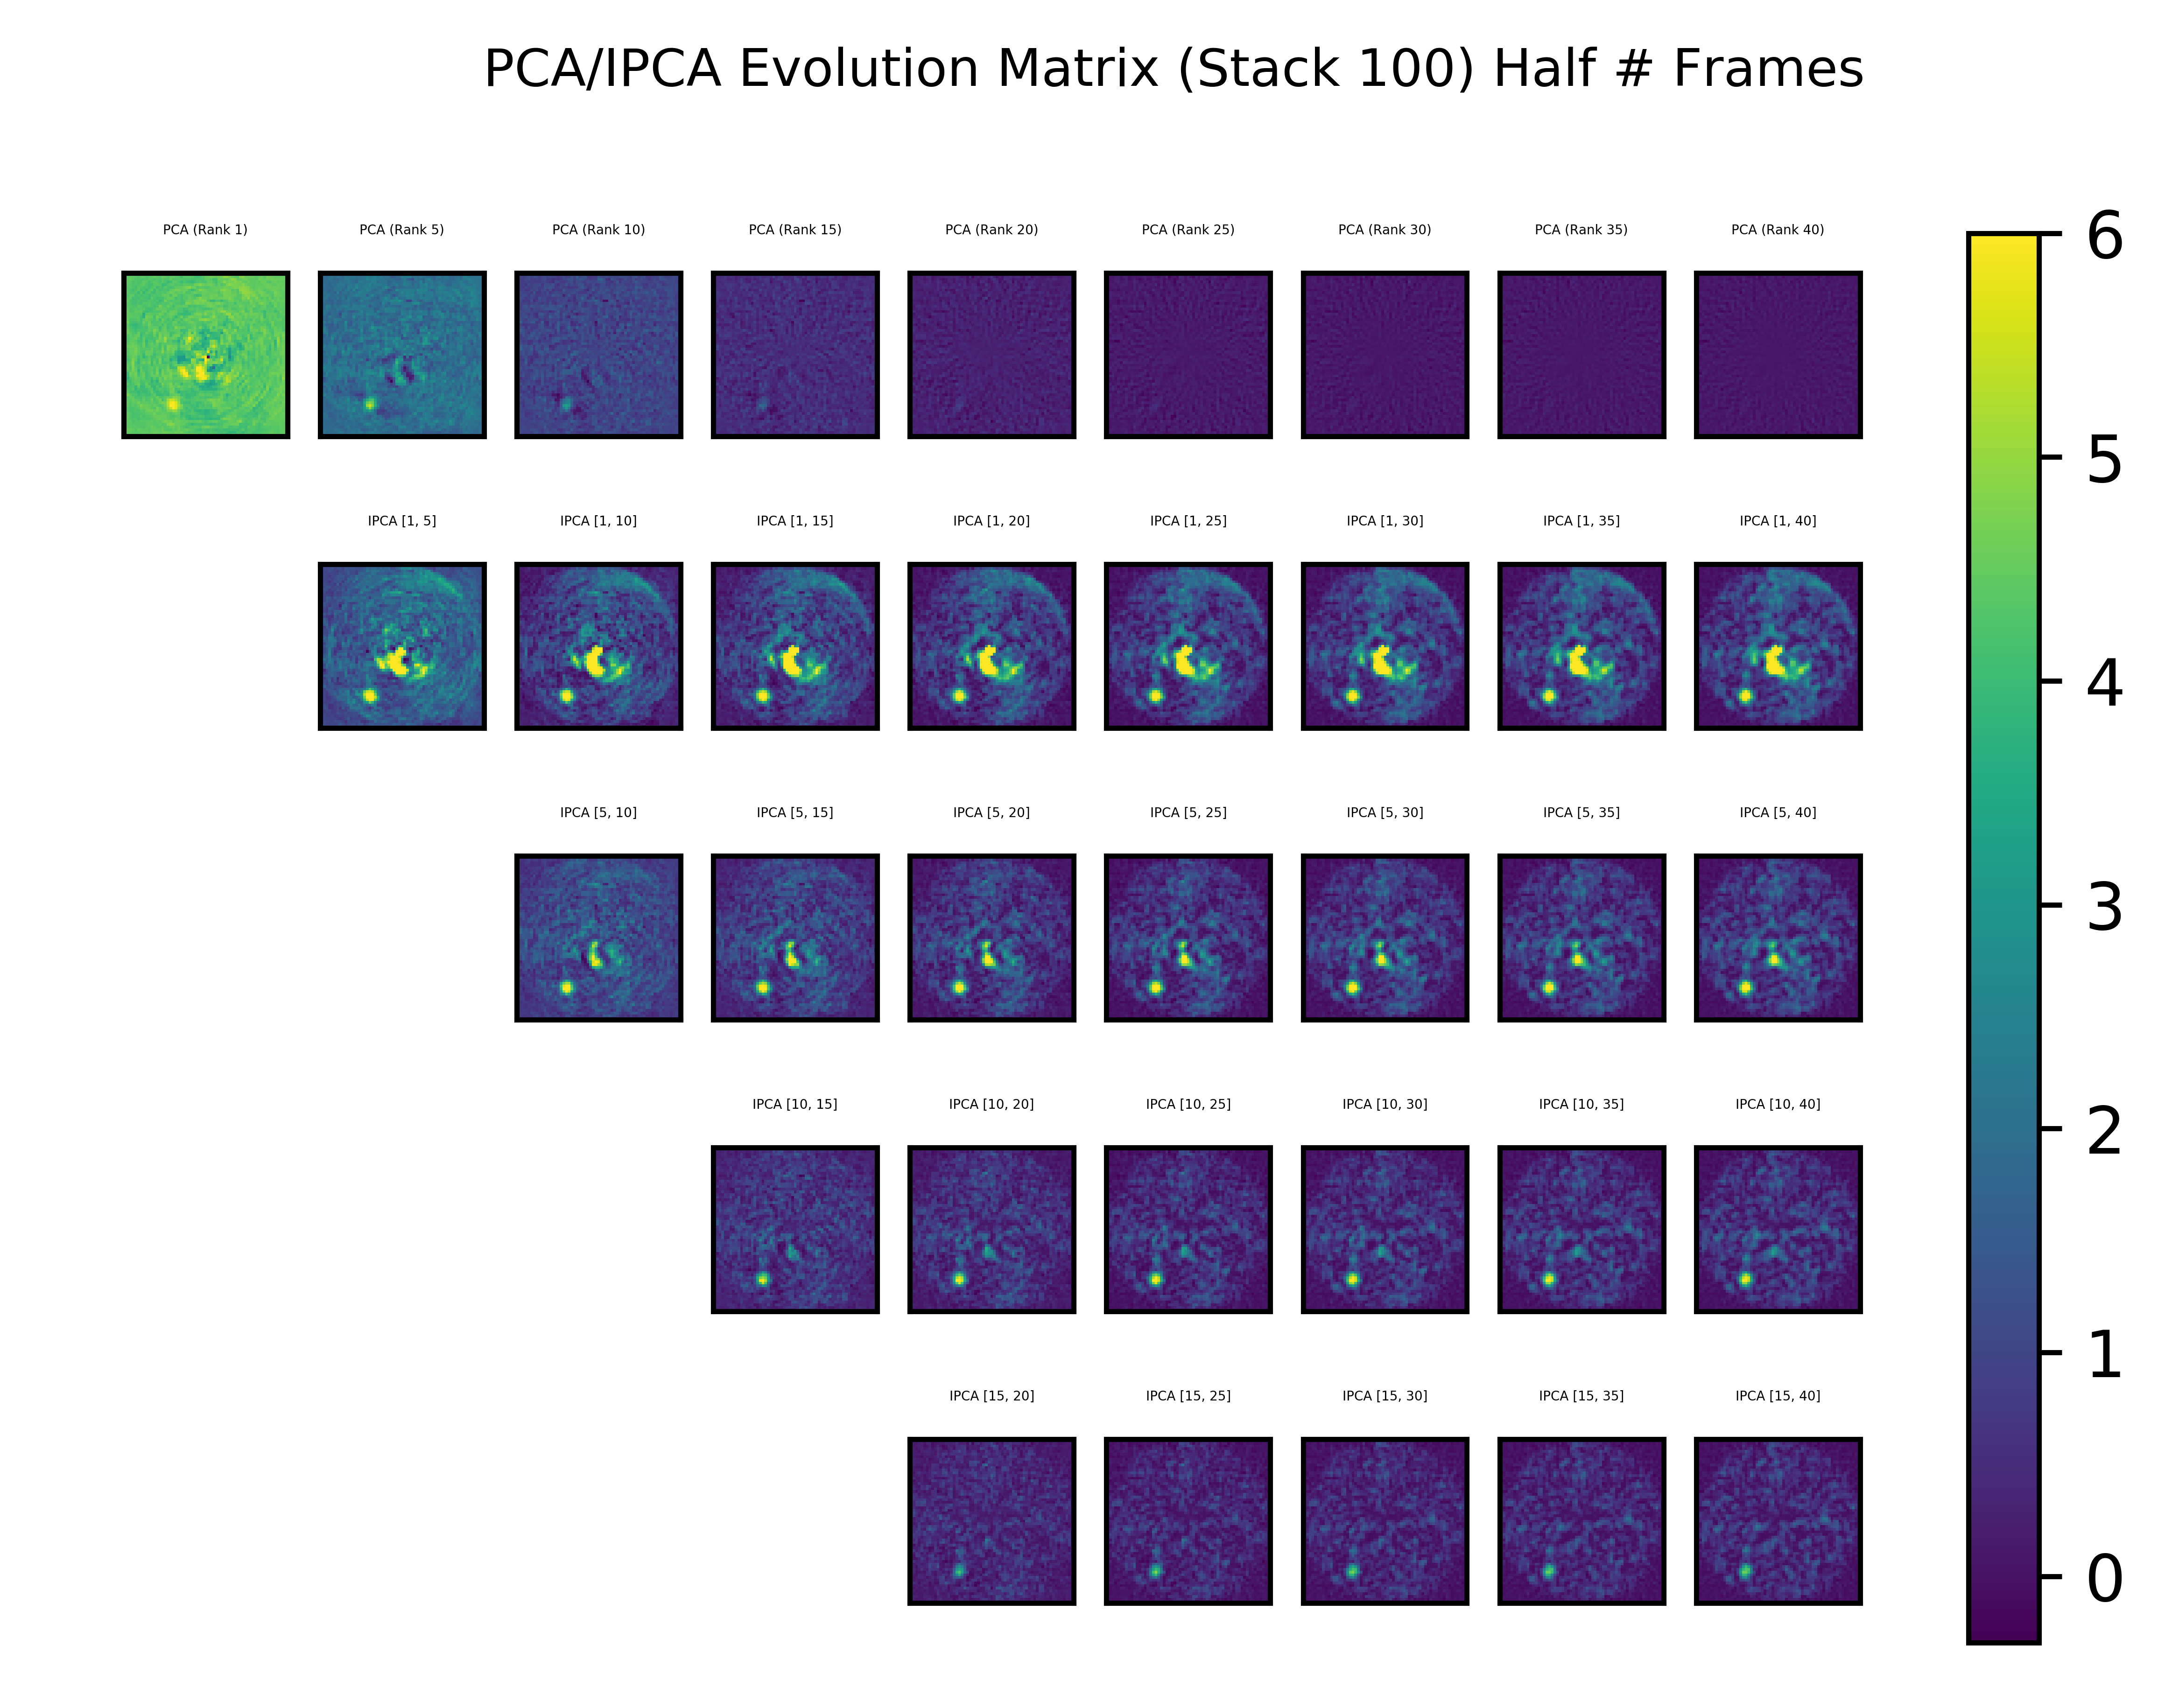 PCA/IPCA Evolution Matrix (Stack 100) Half # Frames
PCA (Rank 1) PCA (Rank 5) PCA (Rank 10) PCA (Rank 15) PCA (Rank 20) PCA (Rank 25) PCA (Rank 30) PCA (Rank 35) PCA (Rank 40)
IPCA [1, 5] IPCA [1, 10] IPCA [1, 15] IPCA [1, 20] IPCA [1, 25] IPCA [1, 30] IPCA [1, 35] IPCA [1, 40]
IPCA [5, 10] IPCA [5, 15] IPCA [5, 20] IPCA [5, 25] IPCA [5, 30] IPCA [5, 35] IPCA [5, 40]
IPCA [10, 15] IPCA [10, 20] IPCA [10, 25] IPCA [10, 30] IPCA [10, 35] IPCA [10, 40]
IPCA [15, 20] IPCA [15, 25] IPCA [15, 30] IPCA [15, 35] IPCA [15, 40]
6
5
4
3
2
1
0